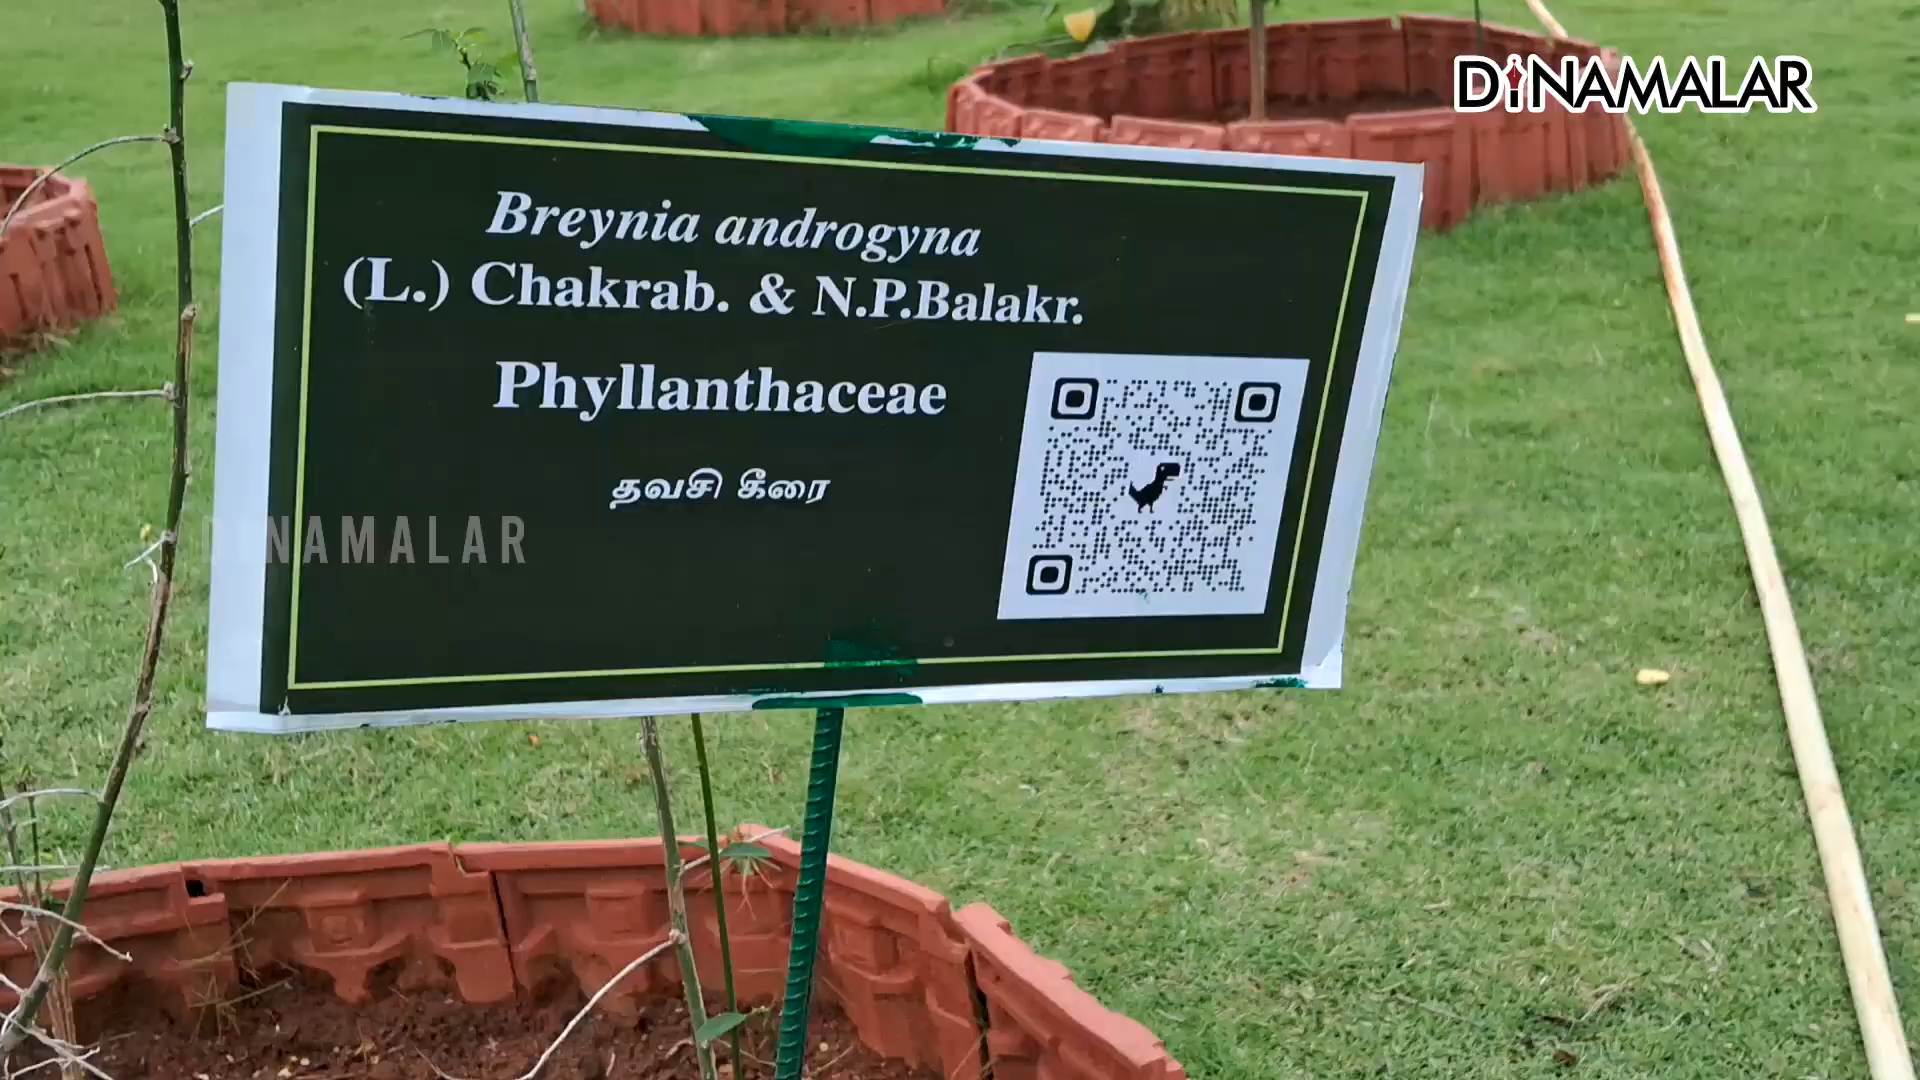 DINAMALAR
Breynia androgyna
(L.) Chakrab. & N.P.Balakr.
Phyllanthaceae
தவசி கீரை
DINAMALAR